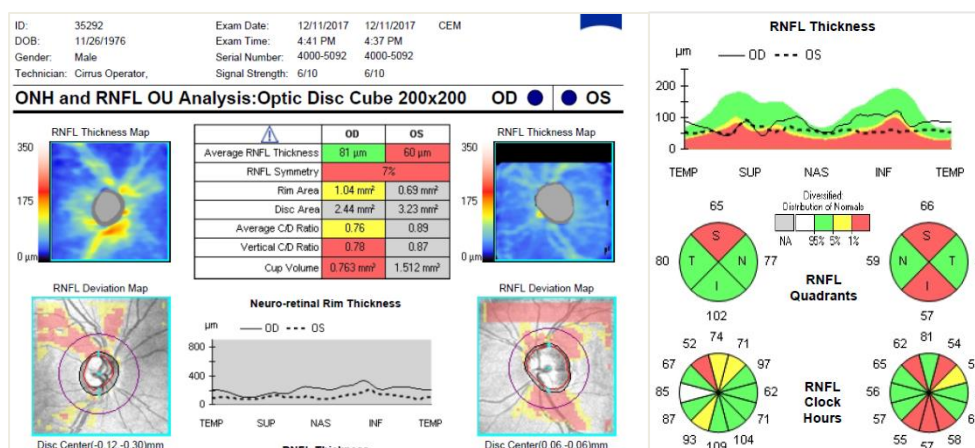 ID: 35292 Exam Date: 12/11/2017 12/11/2017 CEM
DOB: 11/26/1976 Exam Time: 4:41 PM 4:37 PM
Gender: Male Serial Number: 4000-5092 4000-5092
Technician: Cirrus Operator, Signal Strength: 6/10 6/10
ONH and RNFL OU Analysis:Optic Disc Cube 200x200 OD OS
RNFL Thickness Map
350
175
0 μm
OD OS
Average RNFL Thickness 81 μm 60 μm
RNFL Symmetry 7%
Rim Area 1.04 mm² 0.69 mm²
Disc Area 2.44 mm² 3.23 mm²
Average C/D Ratio 0.76 0.89
Vertical C/D Ratio 0.78 0.87
Cup Volume 0.763 mm² 1.512 mm²
RNFL Thickness Map
350
175
0 μm
RNFL Deviation Map
Disc Center(-0.12,-0.30)mm
Neuro-retinal Rim Thickness
μm OD OS
800
400
0
TEMP SUP NAS INF TEMP
RNFL Deviation Map
Disc Center(0.06,-0.06)mm
RNFL Thickness
RNFL Thickness
μm OD OS
200
100
0
TEMP SUP NAS INF TEMP
Diversified:
Distribution of Normals
NA 95% 5% 1%
65
80 S T N I 77
102
RNFL
Quadrants
66
59 S N T I
57
74
52 71
67 97
85 62
87 71
93 104
109
RNFL
Clock
Hours
81
62 54
65
56
57
55 58
57